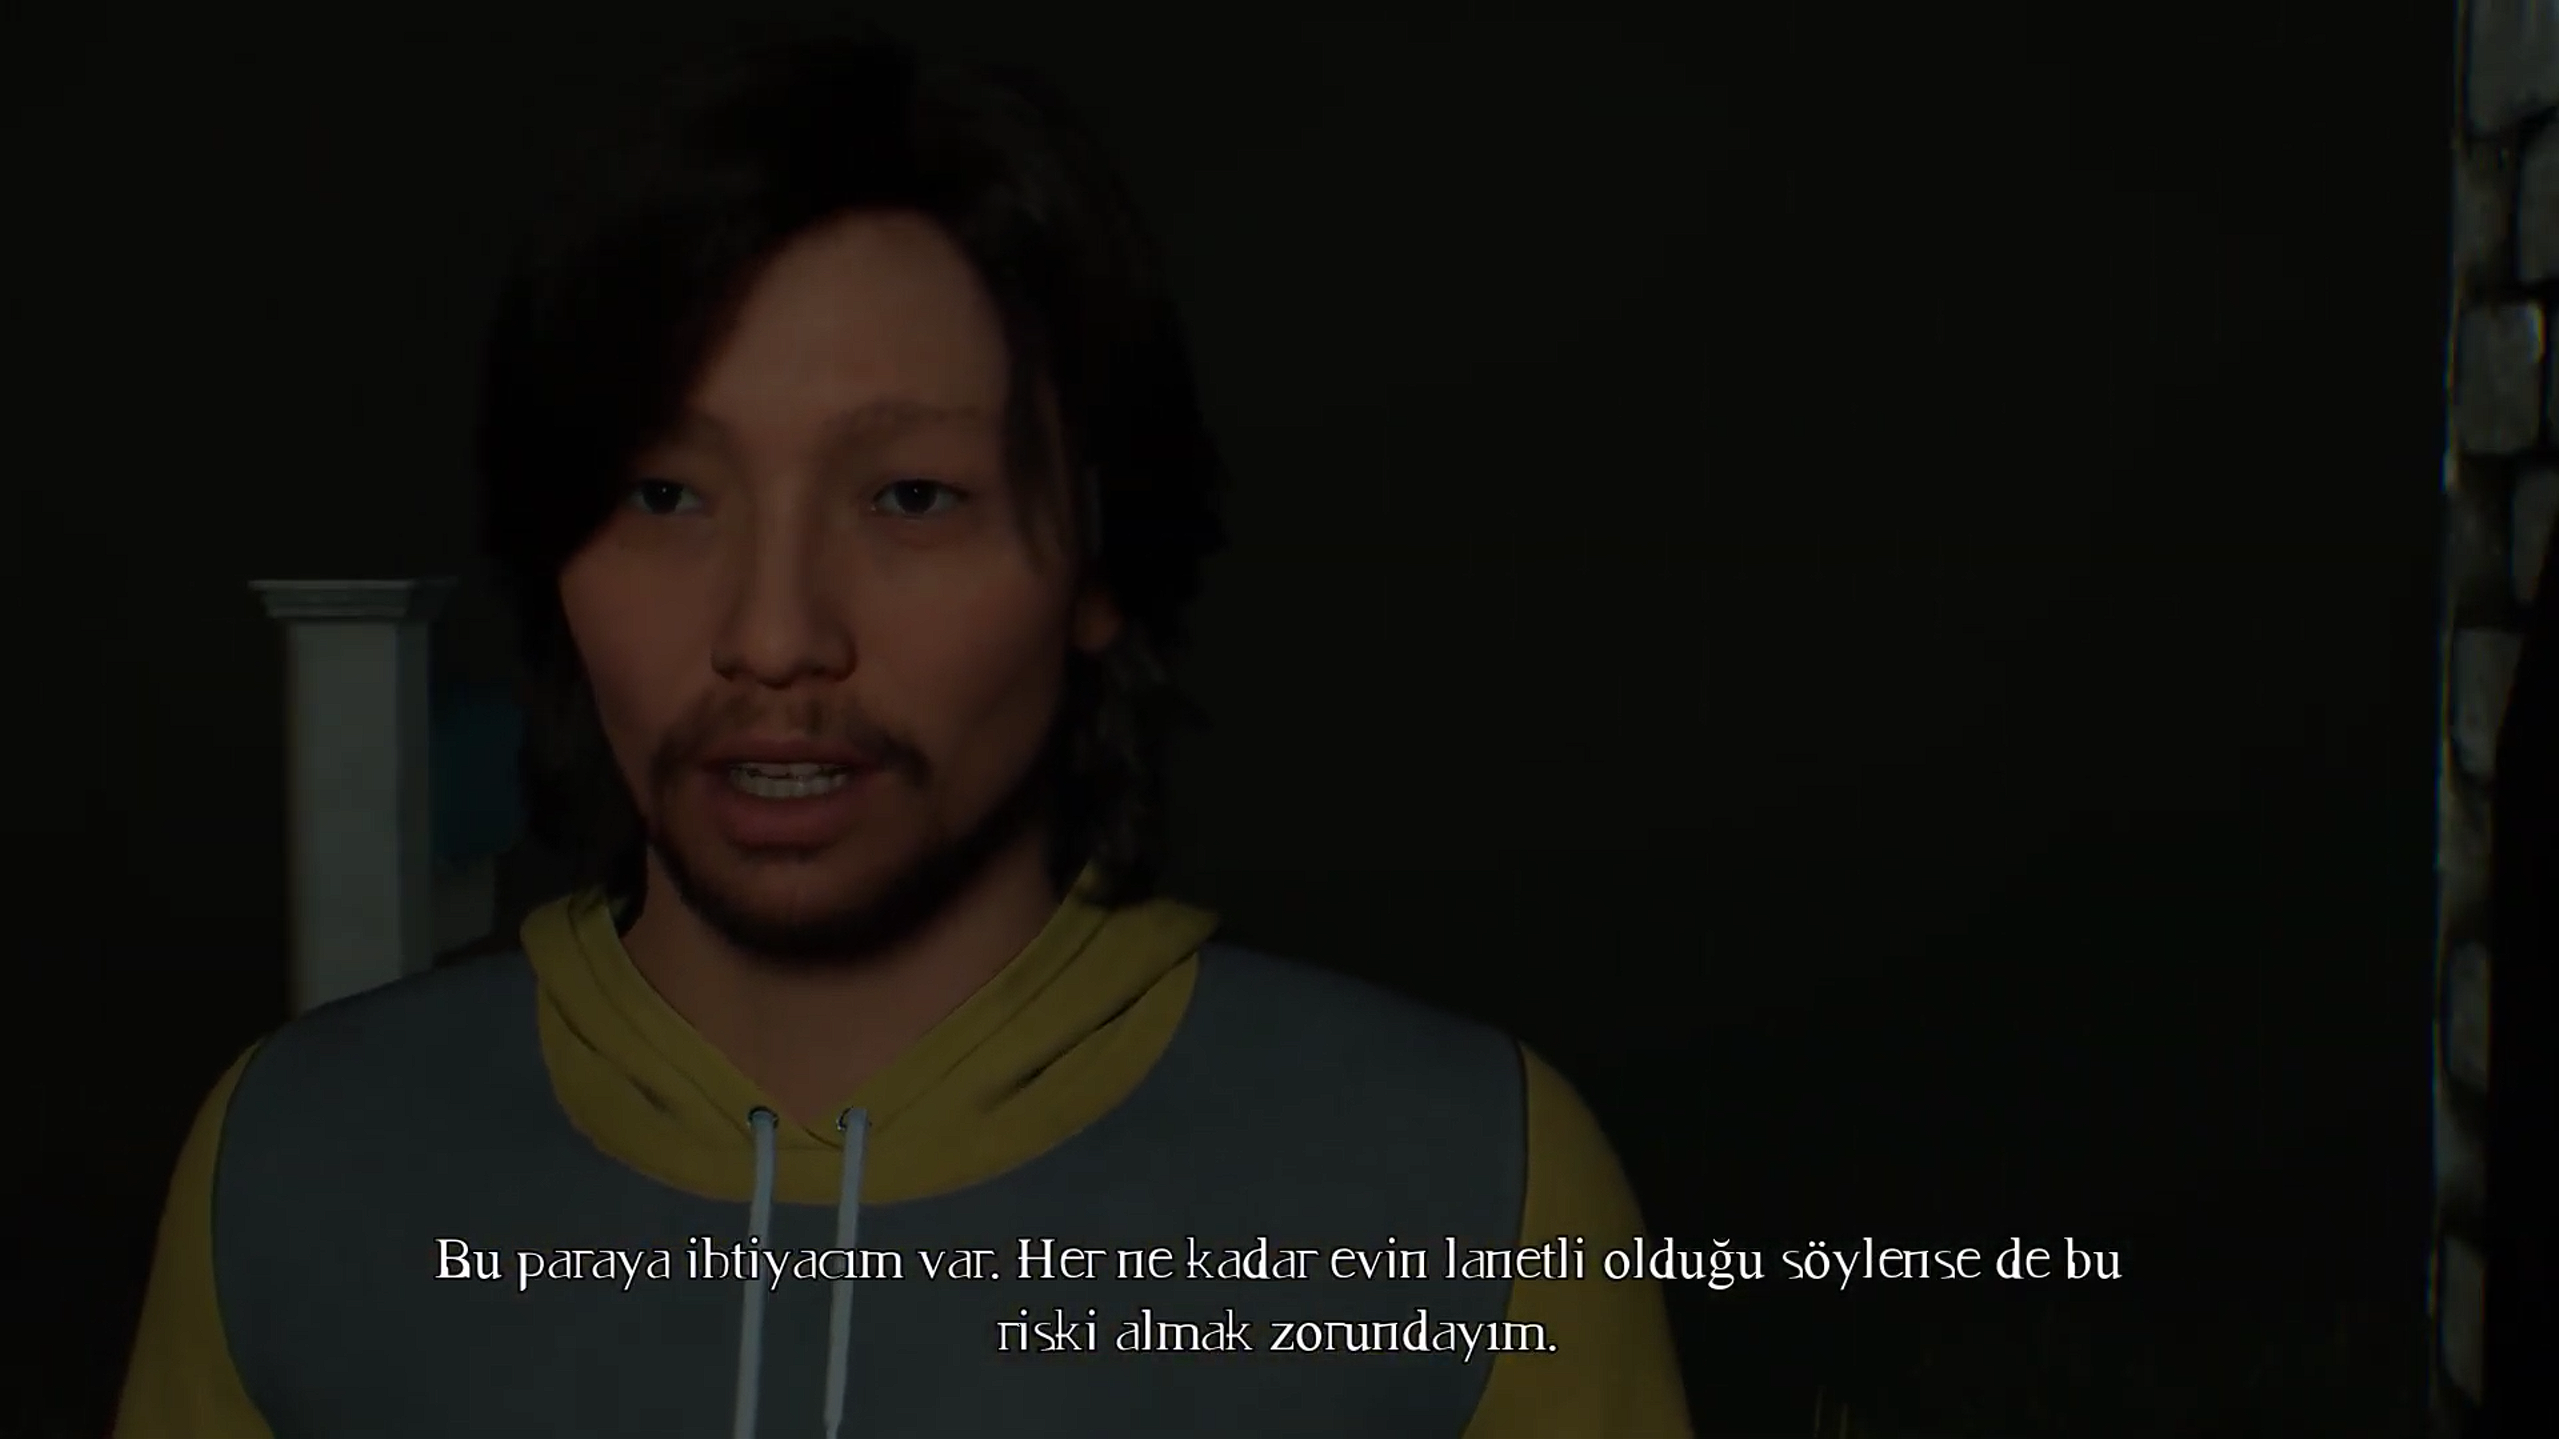 Bu paraya ihtiyacım var. Her ne kadar evin lanetli olduğu söylense de bu
riski almak zorundayım.